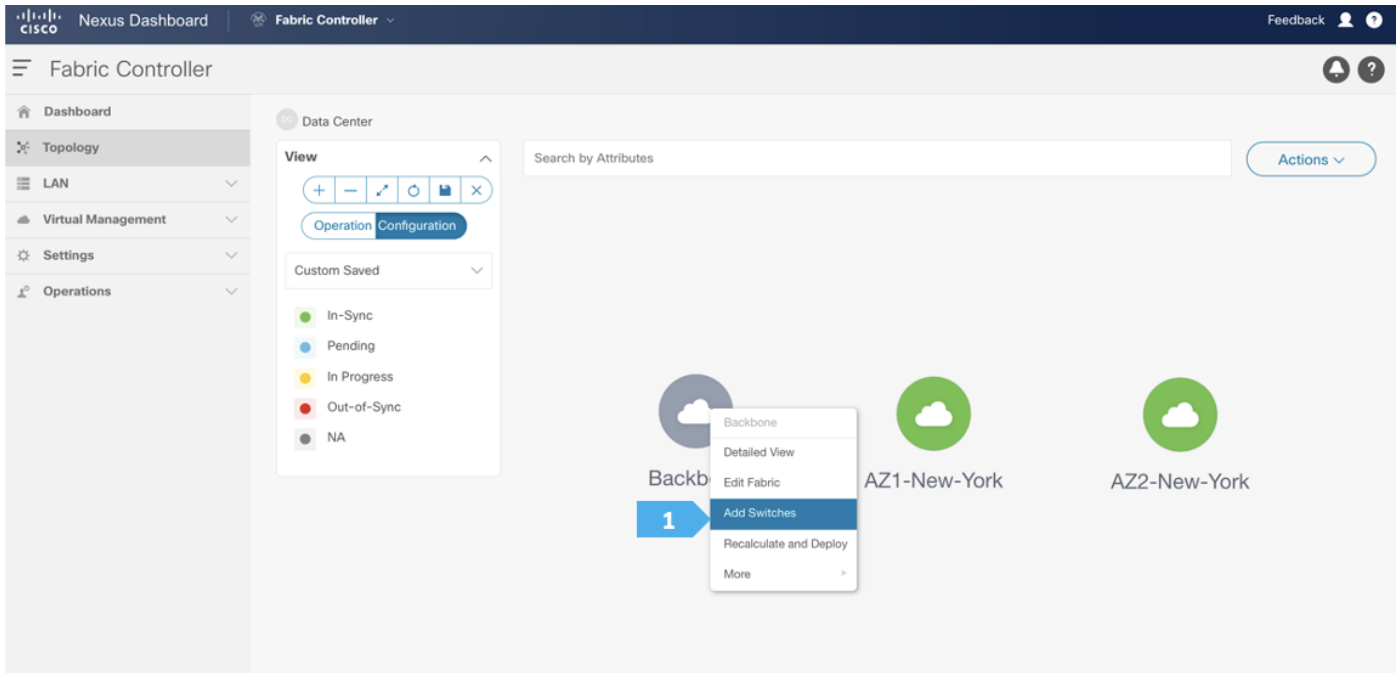 CISCO Nexus Dashboard Fabric Controller Feedback ?
Fabric Controller ?
Dashboard
Topology
LAN
Virtual Management
Settings
Operations
DC Data Center
View
Operation Configuration
Custom Saved
In-Sync
Pending
In Progress
Out-of-Sync
NA
Search by Attributes
Actions
Backb
Backbone
Detailed View
Edit Fabric
1 Add Switches
Recalculate and Deploy
More
AZ1-New-York
AZ2-New-York